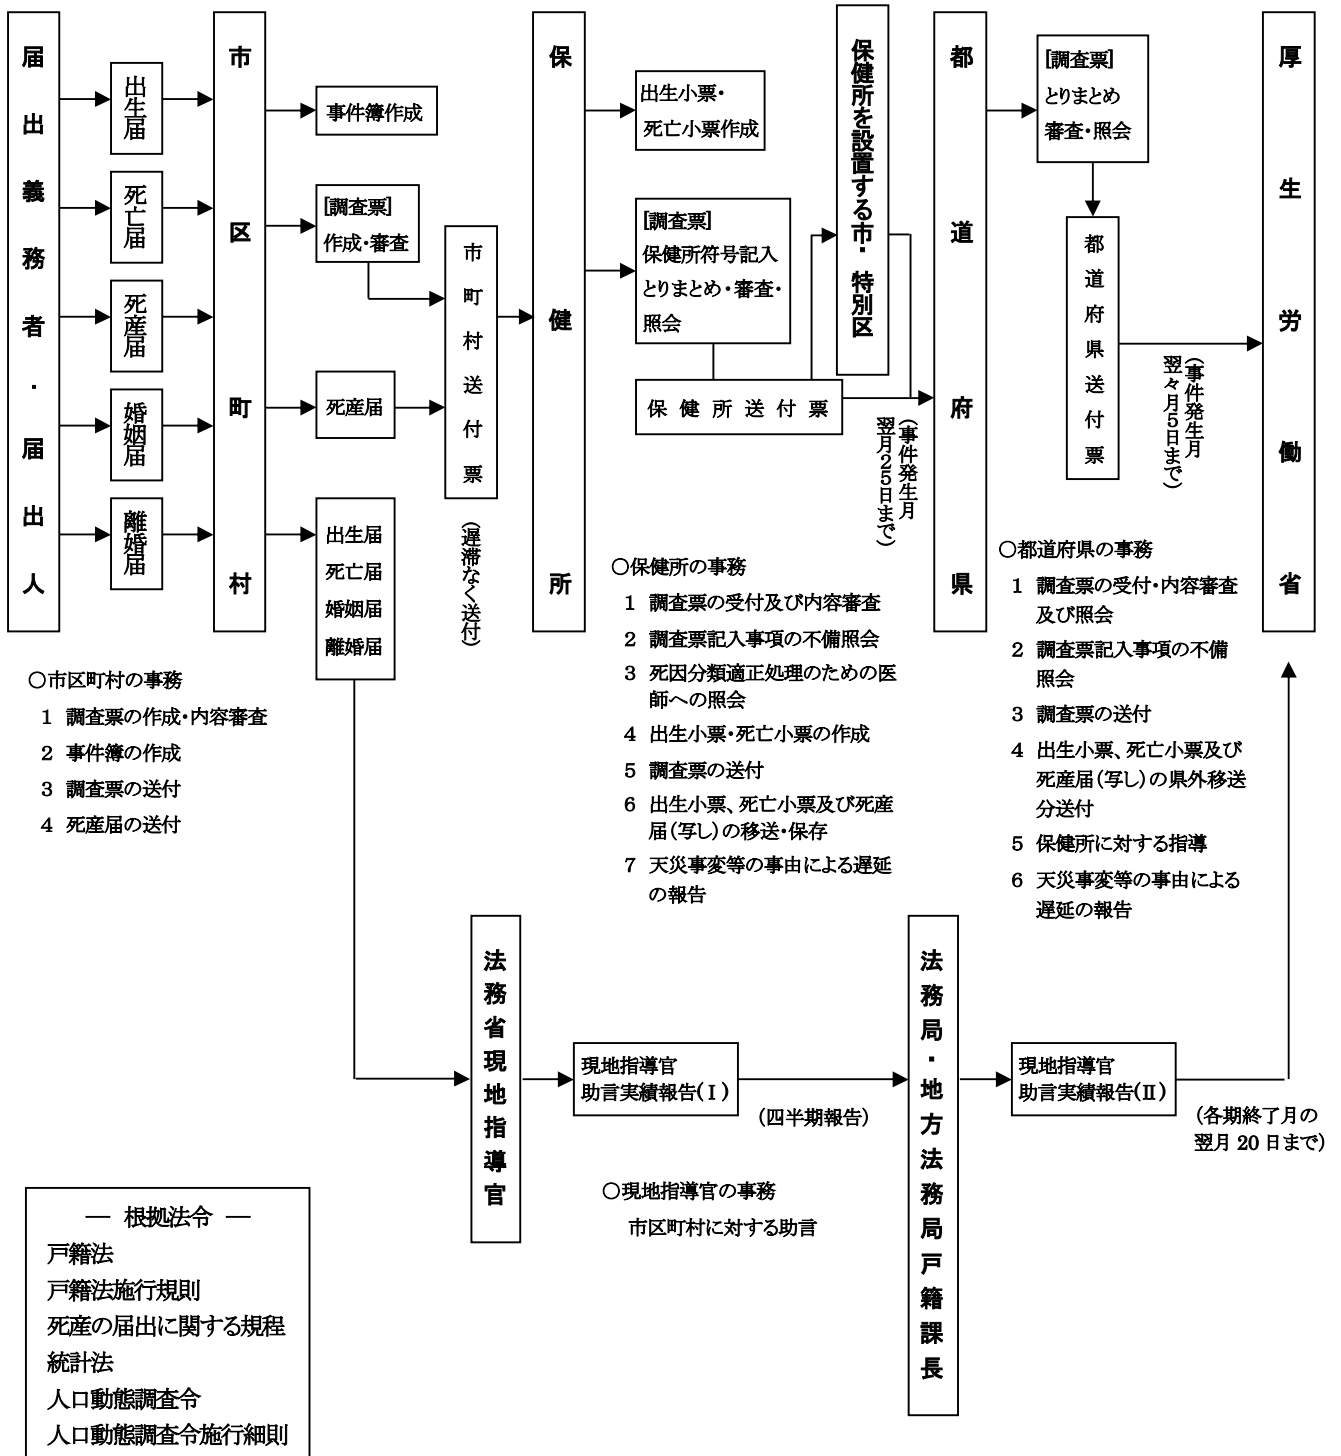 届出義務者・届出人
出生届
死亡届
死産届
婚姻届
離婚届
市区町村
事件簿作成
[調査票]
作成・審査
死産届
出生届
死亡届
婚姻届
離婚届
市町村送付票
(遅滞なく送付)
保健所
出生小票・
死亡小票作成
[調査票]
保健所符号記入
とりまとめ・審査・
照会
保健所送付票
保健所を設置する市・特別区
(事件発生月
翌月25日まで)
都道府県
[調査票]
とりまとめ
審査・照会
都道府県送付票
(事件発生月
翌々月5日まで)
厚生労働省
○市区町村の事務
1 調査票の作成・内容審査
2 事件簿の作成
3 調査票の送付
4 死産届の送付
○保健所の事務
1 調査票の受付及び内容審査
2 調査票記入事項の不備照会
3 死因分類適正処理のための医
師への照会
4 出生小票・死亡小票の作成
5 調査票の送付
6 出生小票、死亡小票及び死産
届(写し)の移送・保存
7 天災事変等の事由による遅延
の報告
○都道府県の事務
1 調査票の受付・内容審査
及び照会
2 調査票記入事項の不備
照会
3 調査票の送付
4 出生小票、死亡小票及び
死産届(写し)の県外移送
分送付
5 保健所に対する指導
6 天災事変等の事由による
遅延の報告
法務省現地指導官
現地指導官
助言実績報告(Ⅰ)
(四半期報告)
法務局・地方法務局戸籍課長
現地指導官
助言実績報告(Ⅱ)
(各期終了月の
翌月20日まで)
○現地指導官の事務
市区町村に対する助言
― 根拠法令 ―
戸籍法
戸籍法施行規則
死産の届出に関する規程
統計法
人口動態調査令
人口動態調査令施行細則